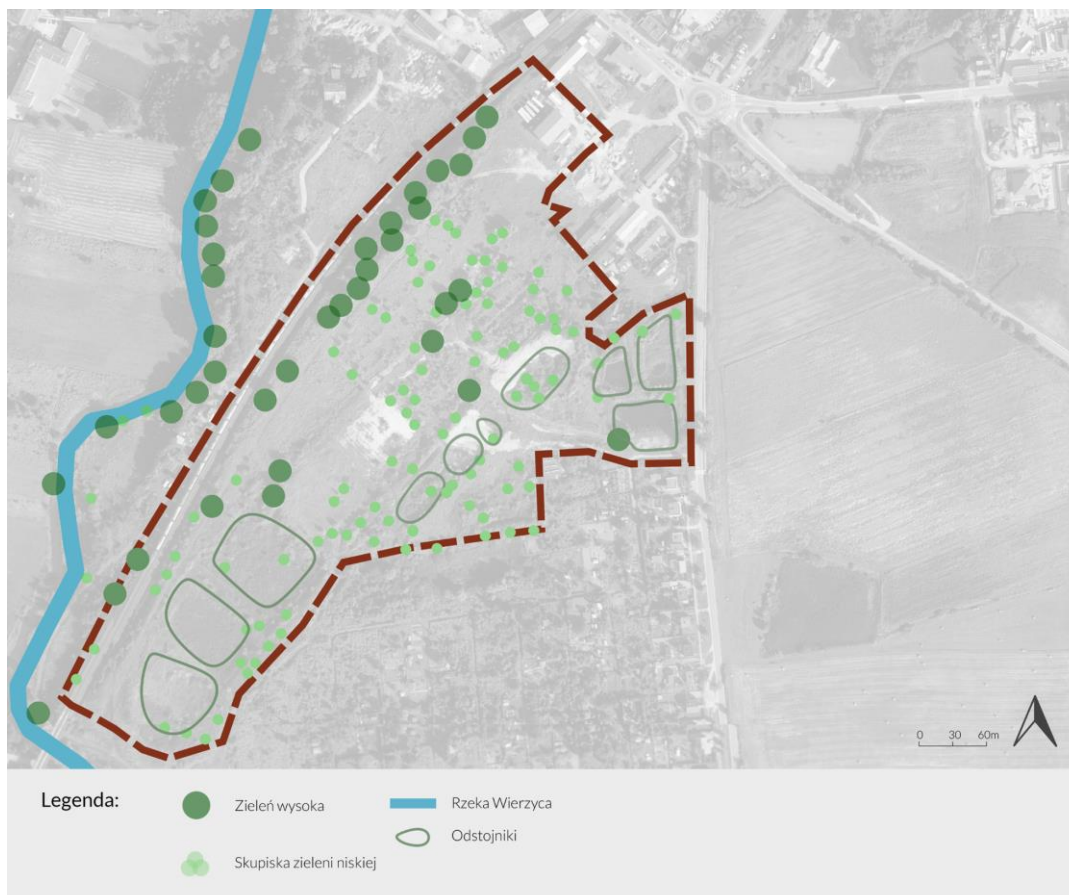 0 30 60m
Legenda:
Zieleń wysoka
Rzeka Wierzyca
Odstojniki
Skupiska zieleni niskiej